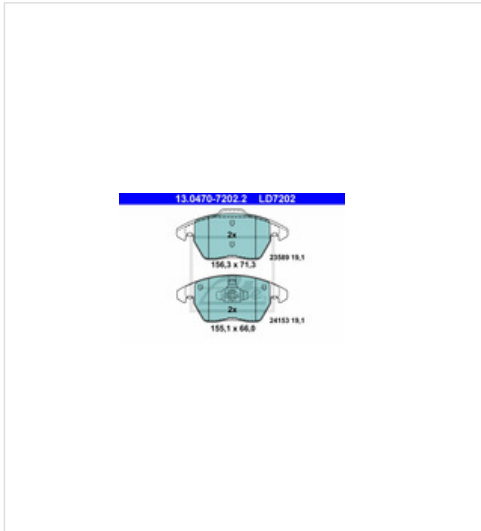 13.0470-7202.2 LD7202
2x
23589 19,1
156,3 x 71,3
2x
24153 19,1
155,1 x 66,0